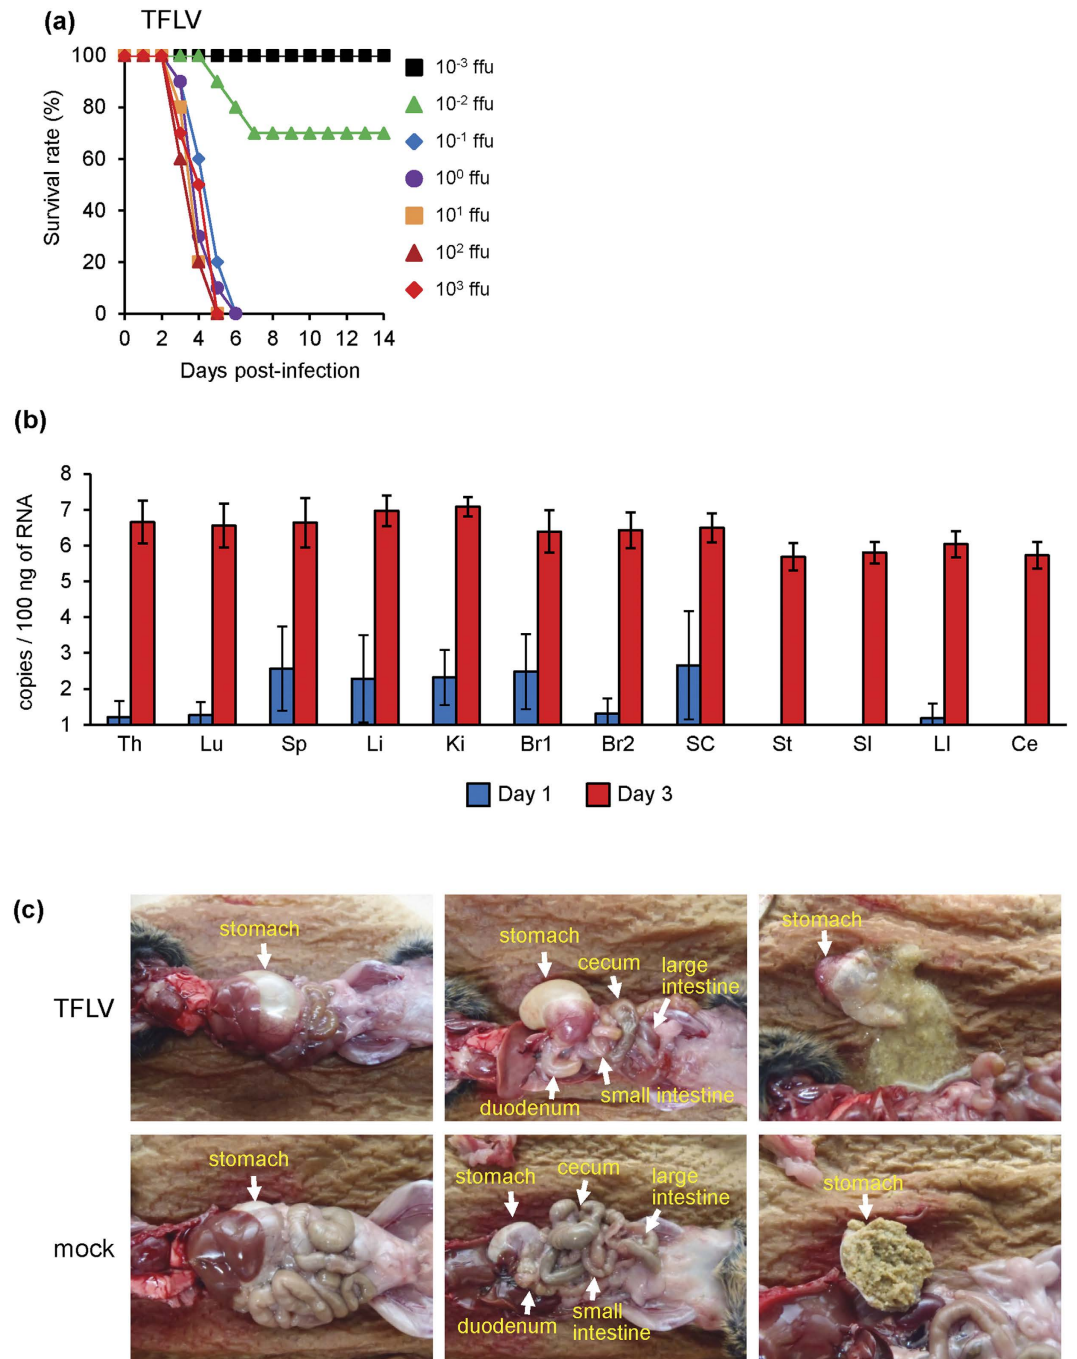 (a)
TFLV
Survival rate (%)
100
80
60
40
20
0
0 2 4 6 8 10 12 14
Days post-infection
10⁻³ ffu
10⁻² ffu
10⁻¹ ffu
10⁰ ffu
10¹ ffu
10² ffu
10³ ffu
(b)
copies / 100 ng of RNA
8
7
6
5
4
3
2
1
Th Lu Sp Li Ki Br1 Br2 SC St SI LI Ce
Day 1 Day 3
(c)
TFLV
stomach
stomach
cecum
large
intestine
duodenum
small intestine
stomach
mock
stomach
stomach
cecum
large
intestine
duodenum
small
intestine
stomach